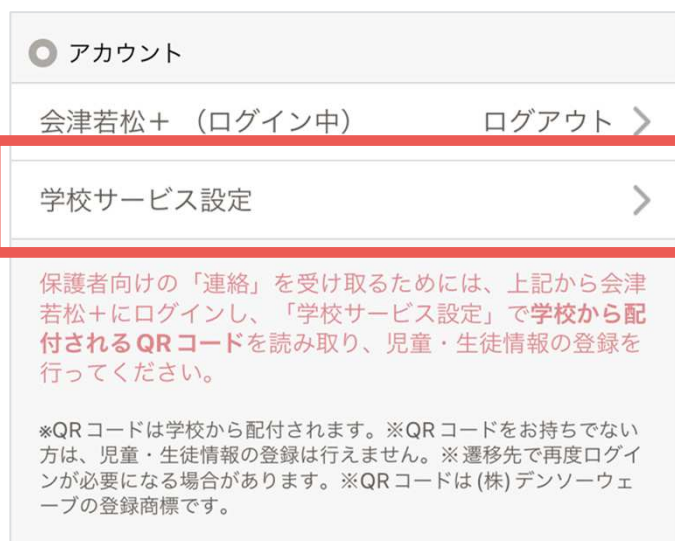 アカウント
会津若松＋ （ログイン中） ログアウト
学校サービス設定
保護者向けの「連絡」を受け取るためには、上記から会津
若松＋にログインし、「学校サービス設定」で学校から配
付されるQRコードを読み取り、児童・生徒情報の登録を
行ってください。
※QRコードは学校から配付されます。※QRコードをお持ちでない
方は、児童・生徒情報の登録は行えません。※遷移先で再度ログイ
ンが必要になる場合があります。※QRコードは(株)デンソーウェ
ーブの登録商標です。